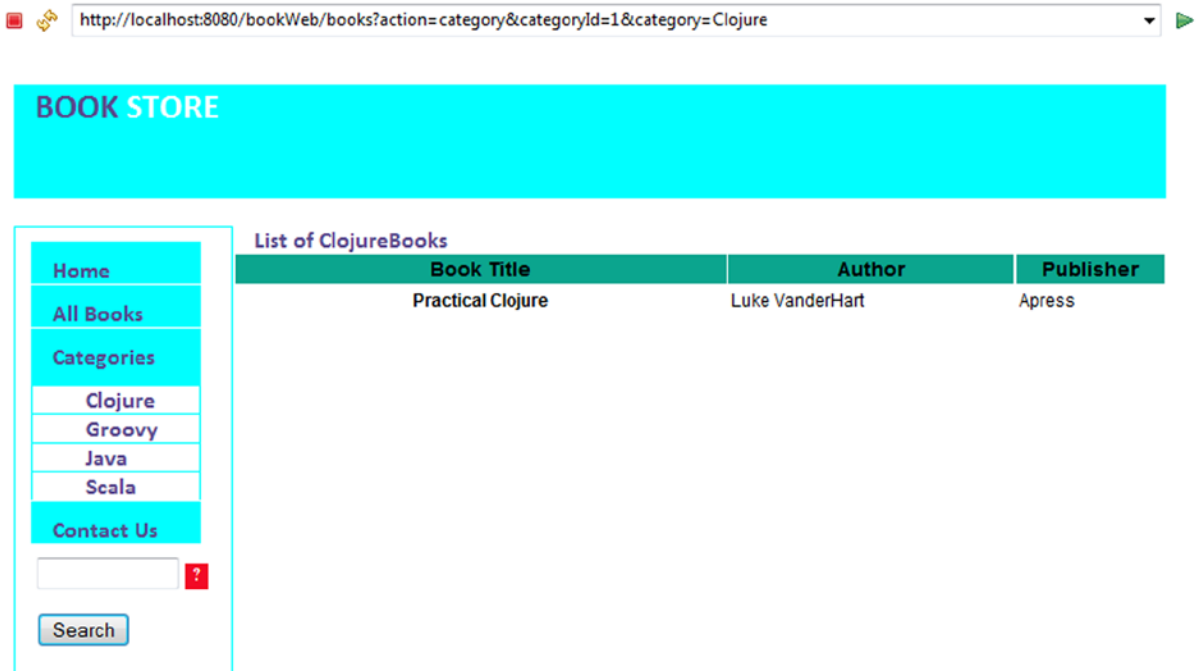 http://localhost:8080/bookWeb/books?action=category&categoryId=1&category=Clojure
BOOK STORE
Home
All Books
Categories
Clojure
Groovy
Java
Scala
Contact Us
?
Search
List of ClojureBooks
Book Title Author Publisher
Practical Clojure Luke VanderHart Apress